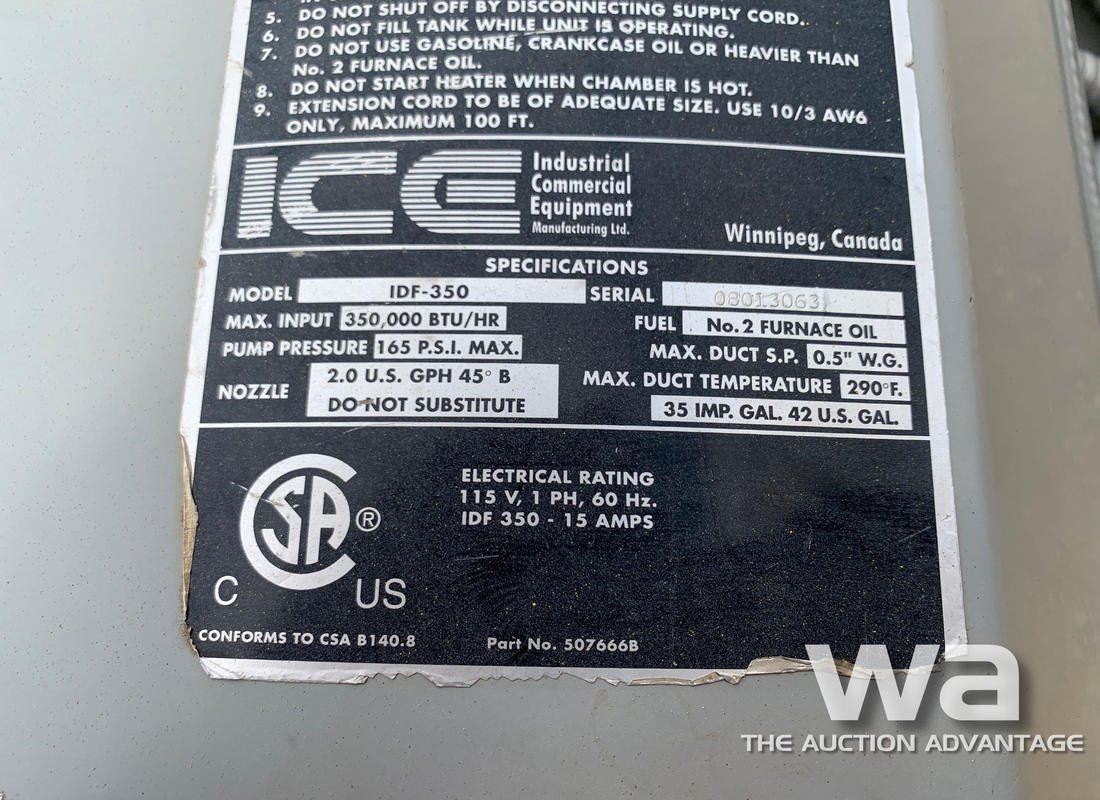 5. DO NOT SHUT OFF BY DISCONNECTING SUPPLY CORD.
6. DO NOT FILL TANK WHILE UNIT IS OPERATING.
7. DO NOT USE GASOLINE, CRANKCASE OIL OR HEAVIER THAN
No. 2 FURNACE OIL.
8. DO NOT START HEATER WHEN CHAMBER IS HOT.
9. EXTENSION CORD TO BE OF ADEQUATE SIZE. USE 10/3 AW6
ONLY, MAXIMUM 100 FT.
ICE
Industrial
Commercial
Equipment
Manufacturing Ltd.
Winnipeg, Canada
SPECIFICATIONS
MODEL IDF-350 SERIAL 08013063
MAX. INPUT 350,000 BTU/HR FUEL No. 2 FURNACE OIL
PUMP PRESSURE 165 P.S.I. MAX. MAX. DUCT S.P. 0.5" W.G.
NOZZLE 2.0 U.S. GPH 45° B MAX. DUCT TEMPERATURE 290°F.
DO NOT SUBSTITUTE 35 IMP. GAL. 42 U.S. GAL.
ELECTRICAL RATING
115 V, 1 PH, 60 Hz.
IDF 350 - 15 AMPS
CSA ®
C US
CONFORMS TO CSA B140.8 Part No. 507666B
wa
THE AUCTION ADVANTAGE